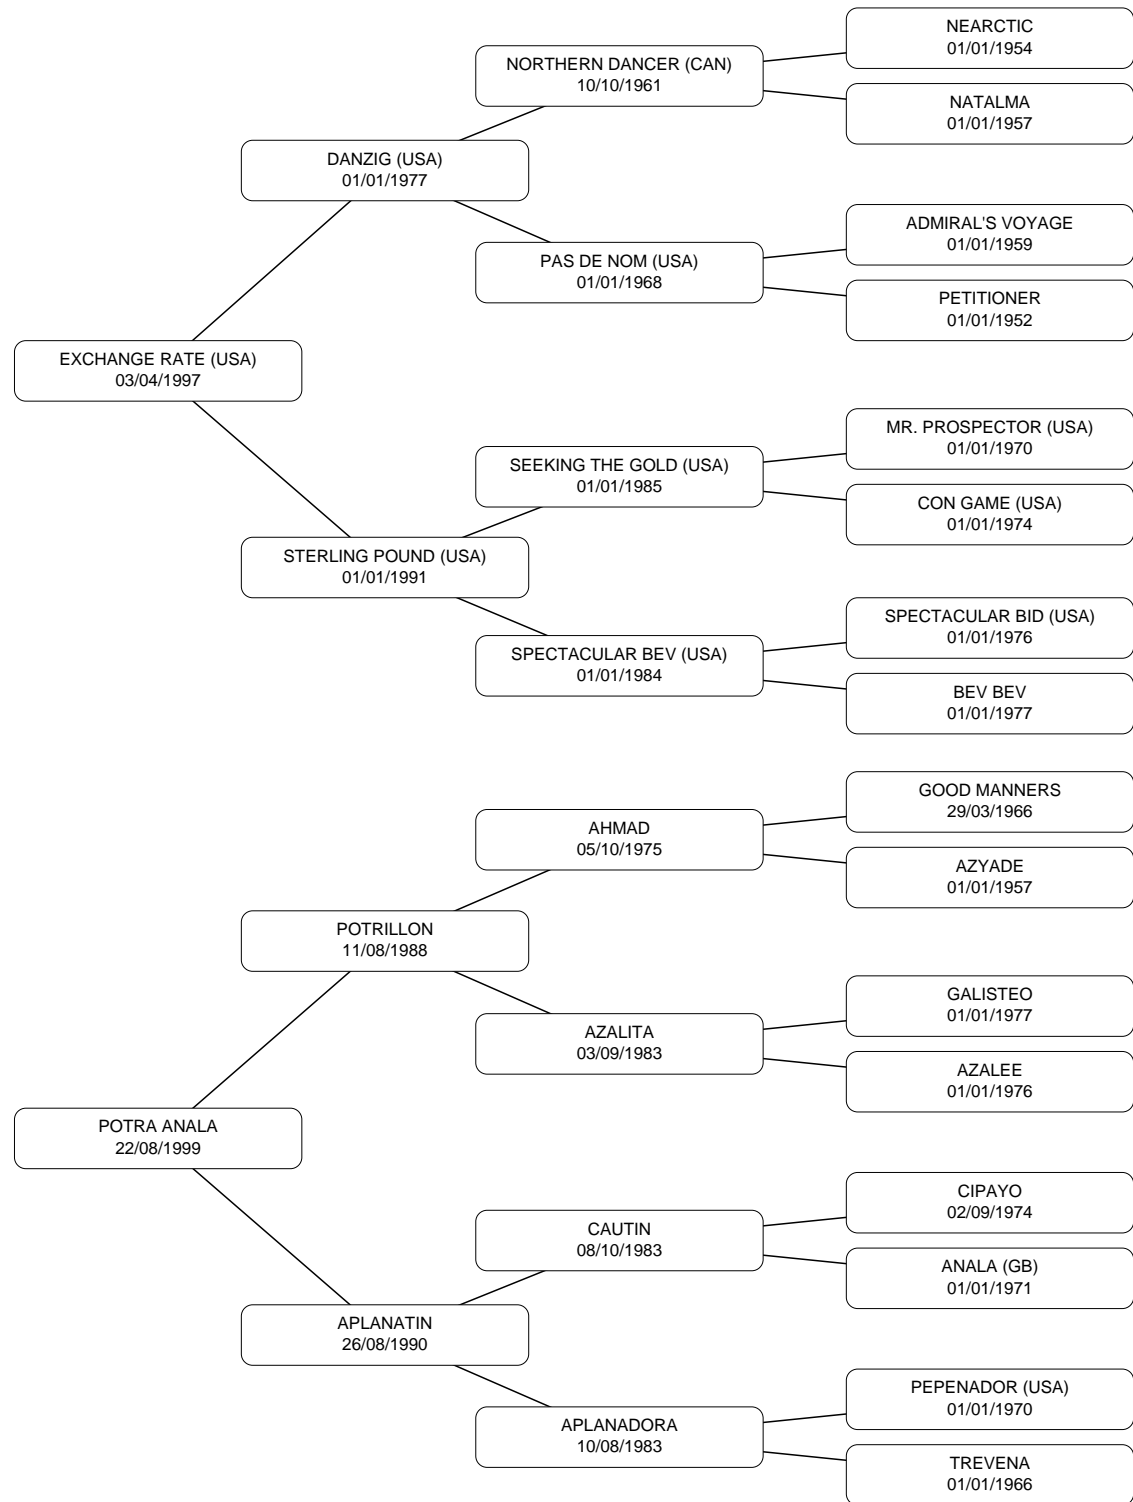 NEARCTIC
01/01/1954
NORTHERN DANCER (CAN)
10/10/1961
NATALMA
01/01/1957
DANZIG (USA)
01/01/1977
ADMIRAL'S VOYAGE
01/01/1959
PAS DE NOM (USA)
01/01/1968
PETITIONER
01/01/1952
EXCHANGE RATE (USA)
03/04/1997
MR. PROSPECTOR (USA)
01/01/1970
SEEKING THE GOLD (USA)
01/01/1985
CON GAME (USA)
01/01/1974
STERLING POUND (USA)
01/01/1991
SPECTACULAR BID (USA)
01/01/1976
SPECTACULAR BEV (USA)
01/01/1984
BEV BEV
01/01/1977
GOOD MANNERS
29/03/1966
AHMAD
05/10/1975
AZYADE
01/01/1957
POTRILLON
11/08/1988
GALISTEO
01/01/1977
AZALITA
03/09/1983
AZALEE
01/01/1976
POTRA ANALA
22/08/1999
CIPAYO
02/09/1974
CAUTIN
08/10/1983
ANALA (GB)
01/01/1971
APLANATIN
26/08/1990
PEPENADOR (USA)
01/01/1970
APLANADORA
10/08/1983
TREVENA
01/01/1966